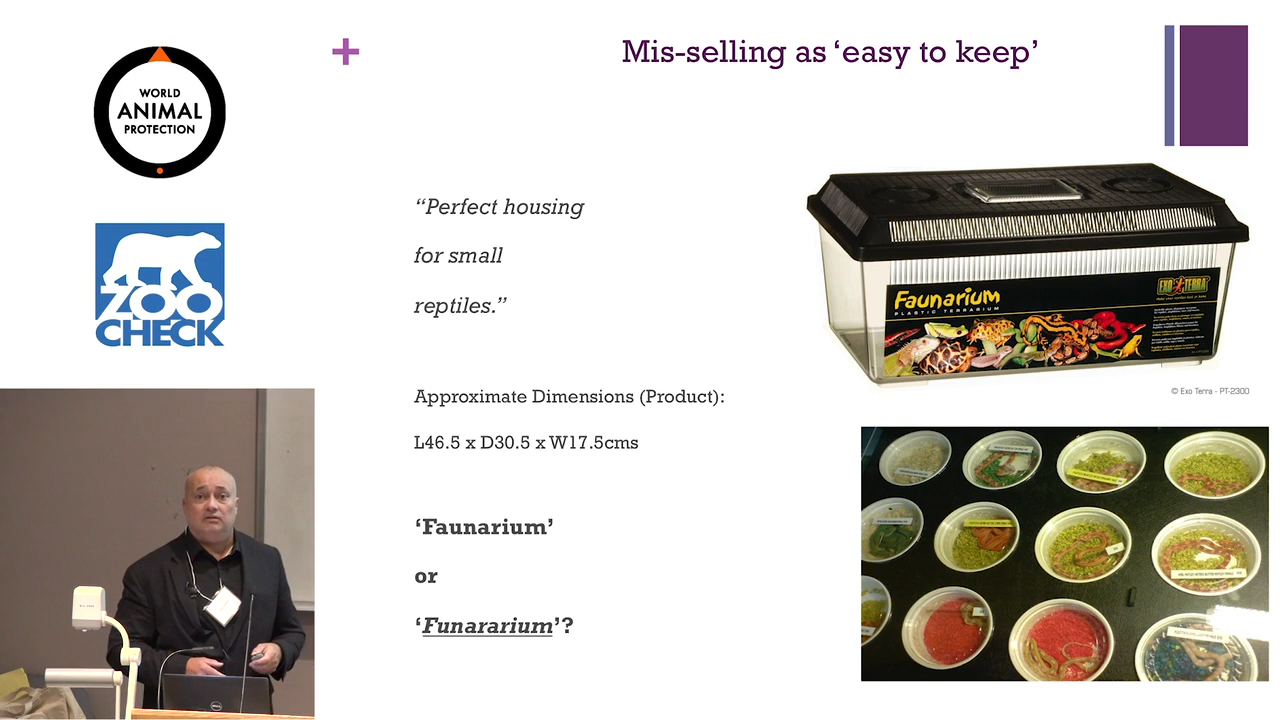 WORLD
ANIMAL
PROTECTION
ZOO
CHECK
+
Mis-selling as ‘easy to keep’
“Perfect housing
for small
reptiles.”
Approximate Dimensions (Product):
L46.5 x D30.5 x W17.5cms
‘Faunarium’
or
‘Funararium’?
Faunarium
PLASTIC TERRARIUM
EXO TERRA
© Exo Terra - PT-2300
DELL